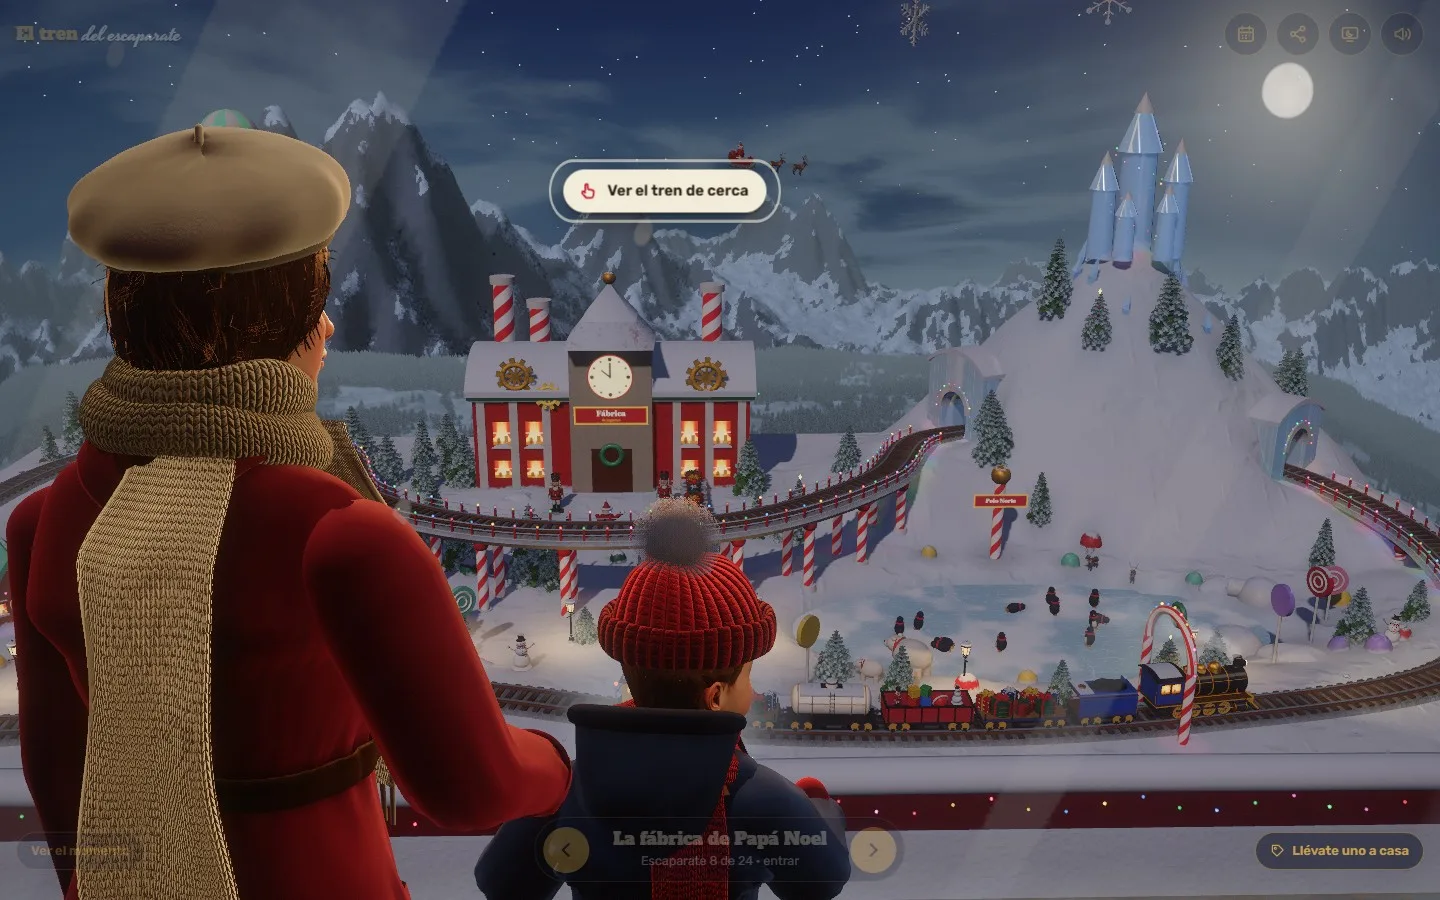 El tren del escaparate
Ver el tren de cerca
Fábrica
Polo Norte
Ver el momento
La fábrica de Papá Noel
Escaparate 8 de 24 • entrar
Llévate uno a casa